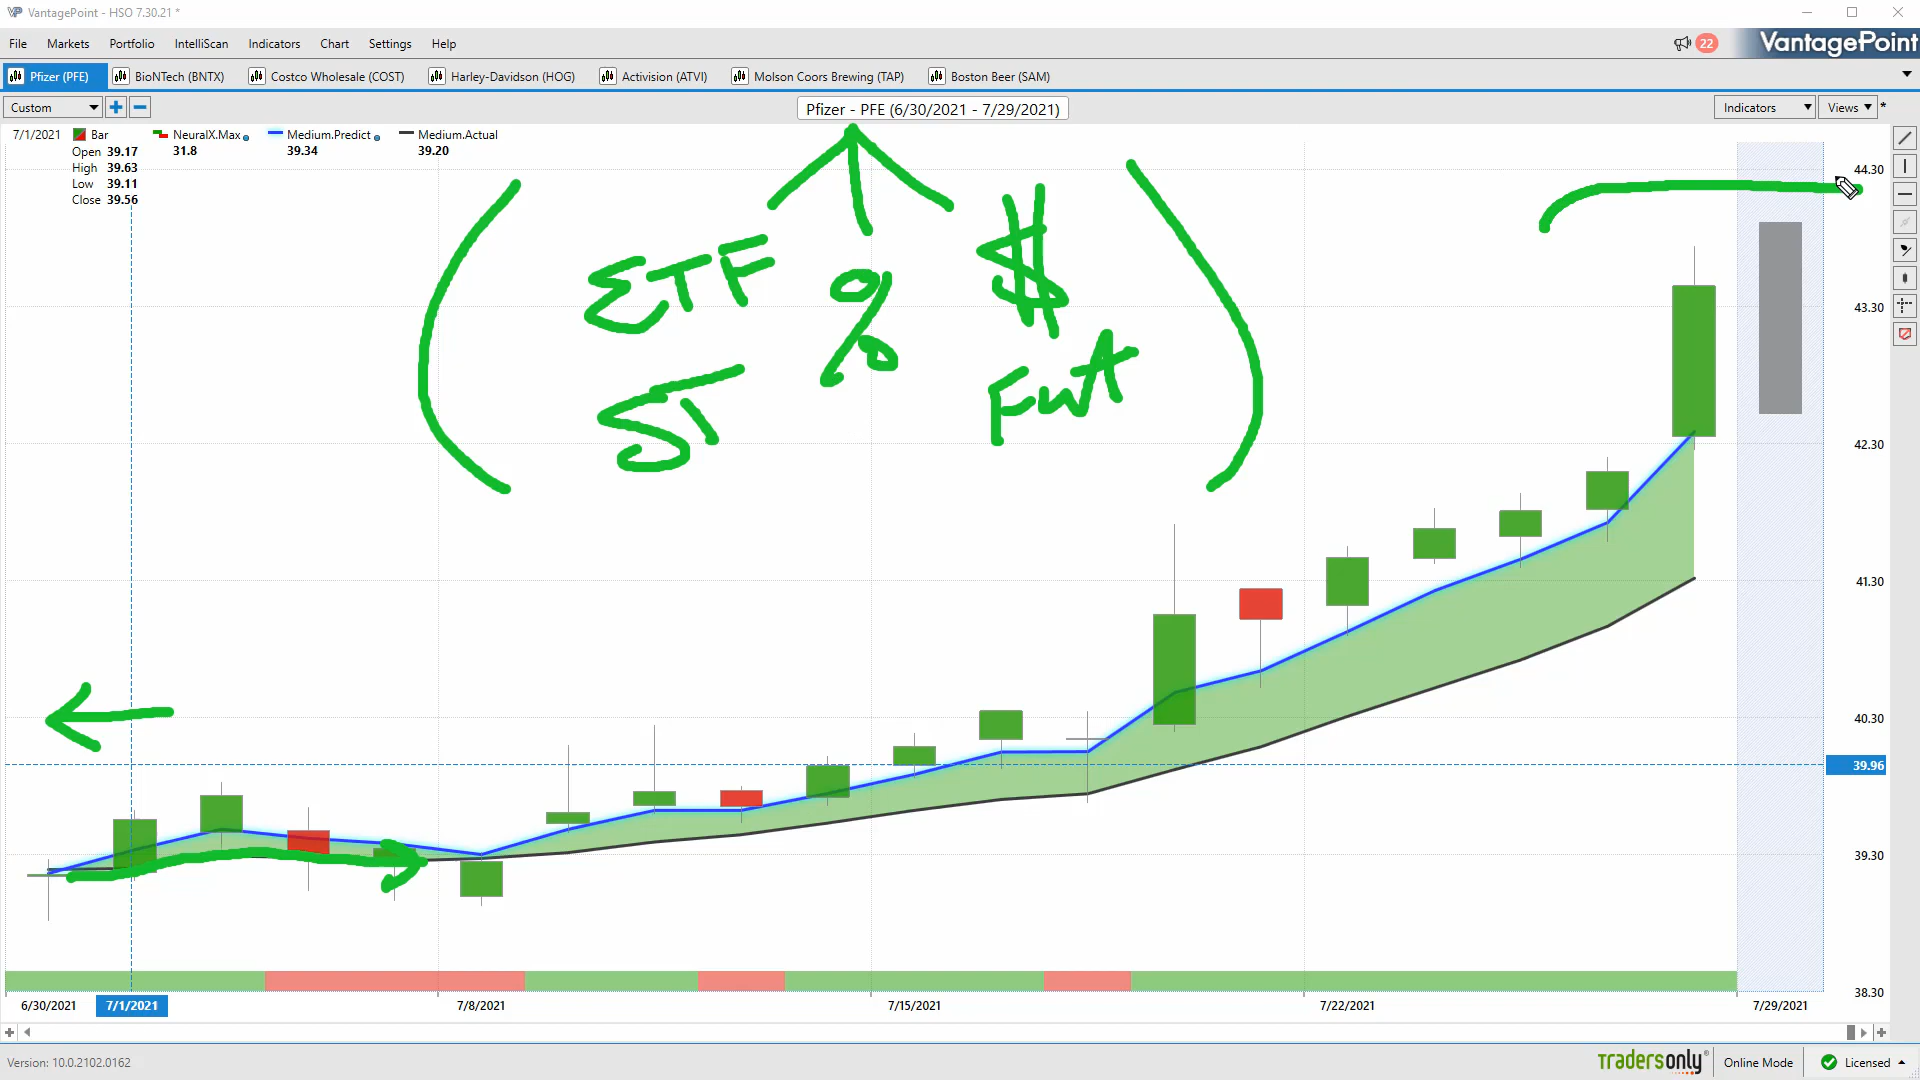 VantagePoint - HSO 7.30.21 *
File Markets Portfolio IntelliScan Indicators Chart Settings Help 22 VantagePoint
Pfizer (PFE) BioNTech (BNTX) Costco Wholesale (COST) Harley-Davidson (HOG) Activision (ATVI) Molson Coors Brewing (TAP) Boston Beer (SAM)
Custom Pfizer - PFE (6/30/2021 - 7/29/2021) Indicators Views *
7/1/2021 Bar NeuralX.Max Medium.Predict Medium.Actual
Open 39.17 31.8 39.34 39.20
High 39.63
Low 39.11
Close 39.56
44.30
ETF % $
43.30
ST
42.30
41.30
40.30
39.96
39.30
38.30
6/30/2021 7/1/2021 7/8/2021 7/15/2021 7/22/2021 7/29/2021
Version: 10.0.2102.0162 TRADERSonly Online Mode Licensed